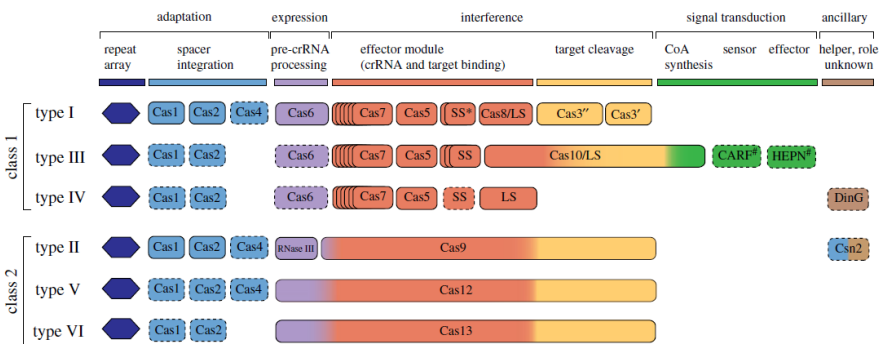 adaptation expression interference signal transduction ancillary
repeat array spacer integration pre-crRNA processing effector module (crRNA and target binding) target cleavage CoA synthesis sensor effector helper, role unknown
class 1
type I Cas1 Cas2 Cas4 Cas6 Cas7 Cas5 SS* Cas8/LS Cas3″ Cas3′
type III Cas1 Cas2 Cas6 Cas7 Cas5 SS Cas10/LS CARF# HEPN#
type IV Cas1 Cas2 Cas6 Cas7 Cas5 SS LS DinG
class 2
type II Cas1 Cas2 Cas4 RNase III Cas9 Csn2
type V Cas1 Cas2 Cas4 Cas12
type VI Cas1 Cas2 Cas13